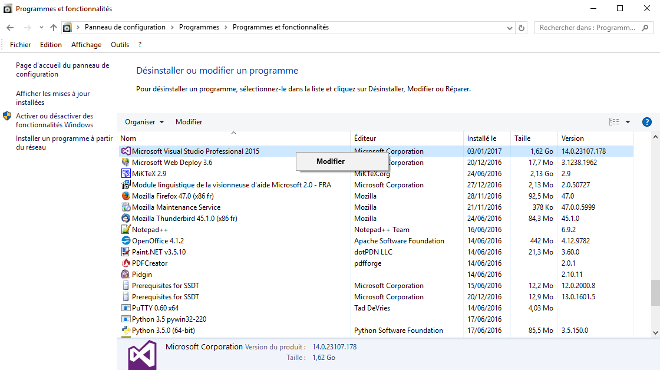 Programmes et fonctionnalités
Panneau de configuration > Programmes > Programmes et fonctionnalités
Rechercher dans : Programm...
Fichier Edition Affichage Outils ?
Page d'accueil du panneau de configuration
Afficher les mises à jour installées
Activer ou désactiver des fonctionnalités Windows
Installer un programme à partir du réseau
Désinstaller ou modifier un programme
Pour désinstaller un programme, sélectionnez-le dans la liste et cliquez sur Désinstaller, Modifier ou Réparer.
Organiser Modifier
Nom Éditeur Installé le Taille Version
Microsoft Visual Studio Professional 2015 Microsoft Corporation 03/01/2017 1,62 Go 14.0.23107.178
Modifier
Microsoft Web Deploy 3.6 Corporation 20/12/2016 17,7 Mo 3.1238.1962
MiKTeX 2.9 MiKTeX.org 24/06/2016 2,13 Go 2.9
Module linguistique de la visionneuse d'aide Microsoft 2.0 - FRA Microsoft Corporation 27/12/2016 2,13 Mo 2.0.50727
Mozilla Firefox 47.0 (x86 fr) Mozilla 28/11/2016 92,5 Mo 47.0
Mozilla Maintenance Service Mozilla 21/11/2016 378 Ko 47.0.0.5999
Mozilla Thunderbird 45.1.0 (x86 fr) Mozilla 24/06/2016 84,3 Mo 45.1.0
Notepad++ Notepad++ Team 16/06/2016 6.9.2
OpenOffice 4.1.2 Apache Software Foundation 14/06/2016 442 Mo 4.12.9782
Paint.NET v3.5.10 dotPDN LLC 14/06/2016 21,3 Mo 3.60.0
PDFCreator pdfforge 14/06/2016 2.0.1
Pidgin 14/06/2016 2.10.11
Prerequisites for SSDT Microsoft Corporation 15/06/2016 12,2 Mo 12.0.2000.8
Prerequisites for SSDT Microsoft Corporation 20/12/2016 12,9 Mo 13.0.1601.5
PuTTY 0.60 x64 Tad DeVries 14/06/2016 4,08 Mo
Python 3.5 pywin32-220 17/06/2016
Python 3.5.0 (64-bit) Python Software Foundation 17/06/2016 85,5 Mo 3.5.150.0
Microsoft Corporation Version du produit : 14.0.23107.178
Taille : 1,62 Go